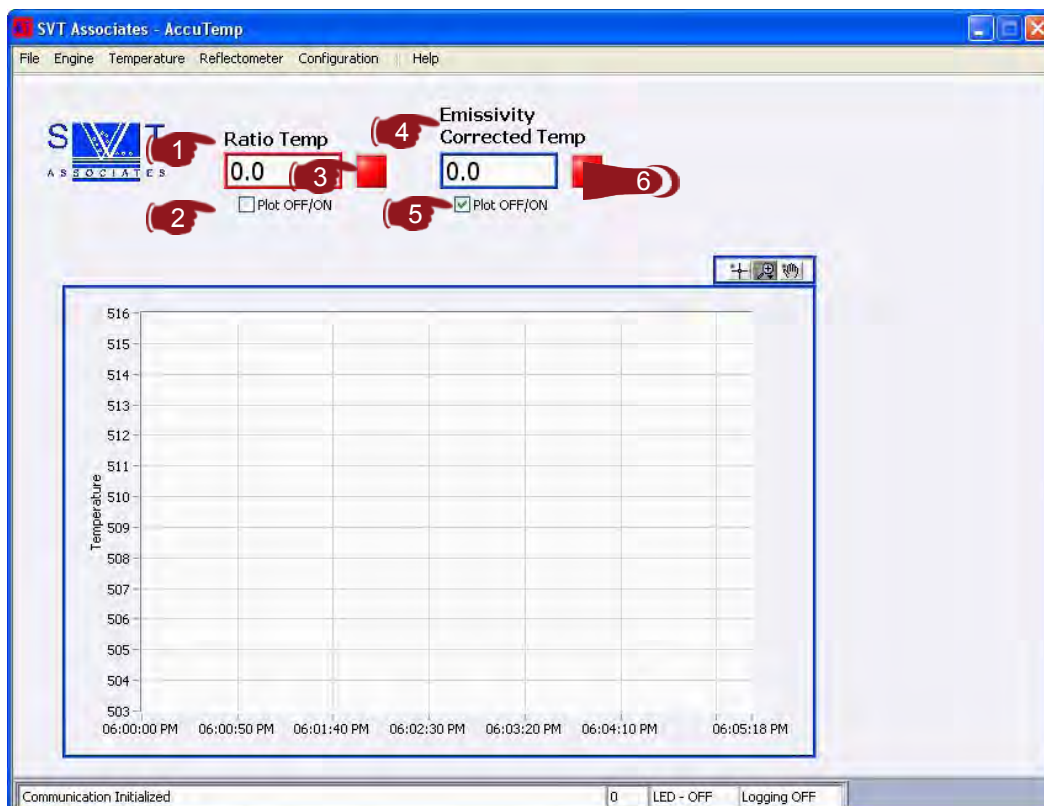 SVT Associates - AccuTemp
File Engine Temperature Reflectometer Configuration Help
S V T
ASSOCIATES
1
Ratio Temp
4
Emissivity
Corrected Temp
0.0
3
0.0
6
2
Plot OFF/ON
5
Plot OFF/ON
Temperature
516
515
514
513
512
511
510
509
508
507
506
505
504
503
06:00:00 PM 06:00:50 PM 06:01:40 PM 06:02:30 PM 06:03:20 PM 06:04:10 PM 06:05:18 PM
Communication Initialized 0 LED - OFF Logging OFF